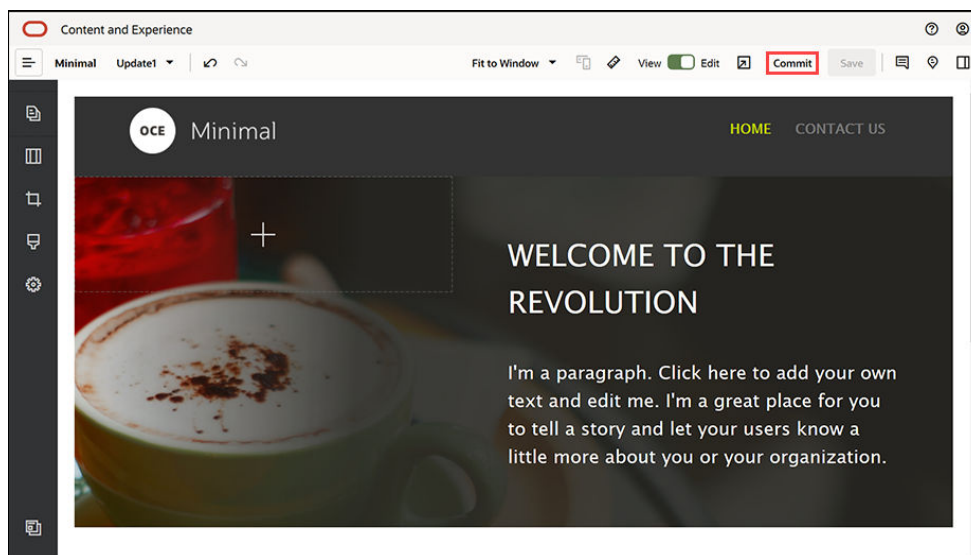 Content and Experience
Minimal Update1 Fit to Window View Edit Commit Save
OCE Minimal HOME CONTACT US
WELCOME TO THE
REVOLUTION
I'm a paragraph. Click here to add your own
text and edit me. I'm a great place for you
to tell a story and let your users know a
little more about you or your organization.